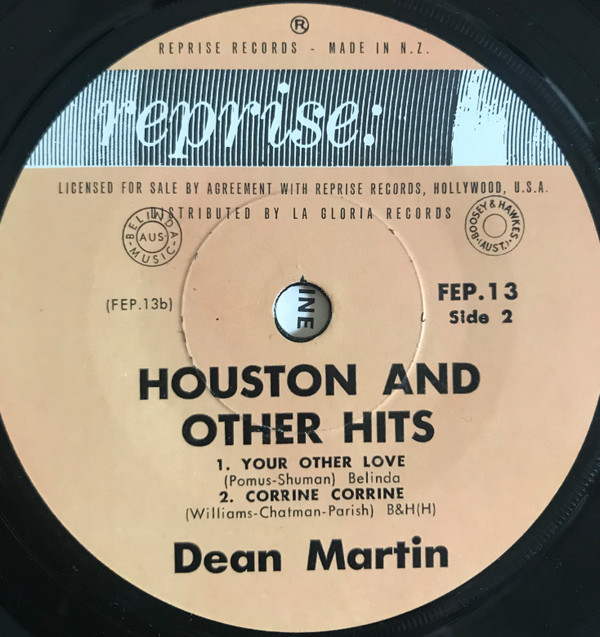 ®
REPRISE RECORDS - MADE IN N.Z.
reprise:
LICENSED FOR SALE BY AGREEMENT WITH REPRISE RECORDS, HOLLYWOOD, U.S.A.
DISTRIBUTED BY LA GLORIA RECORDS
BELINDA
AUS
MUSIC
BOOSEY & HAWKES
(AUST.)
(FEP.13b)
FEP.13
Side 2
INE
HOUSTON AND
OTHER HITS
1. YOUR OTHER LOVE
(Pomus-Shuman) Belinda
2. CORRINE CORRINE
(Williams-Chatman-Parish) B&H(H)
Dean Martin